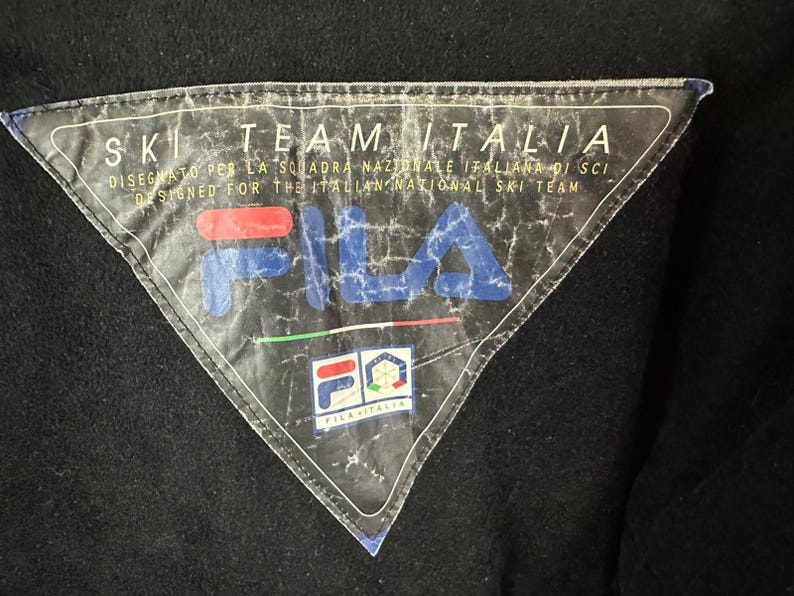 SKI TEAM ITALIA
DISEGNATO PER LA SQUADRA NAZIONALE ITALIANA DI SCI
DESIGNED FOR THE ITALIAN NATIONAL SKI TEAM
FILA
F
FILA ITALIA